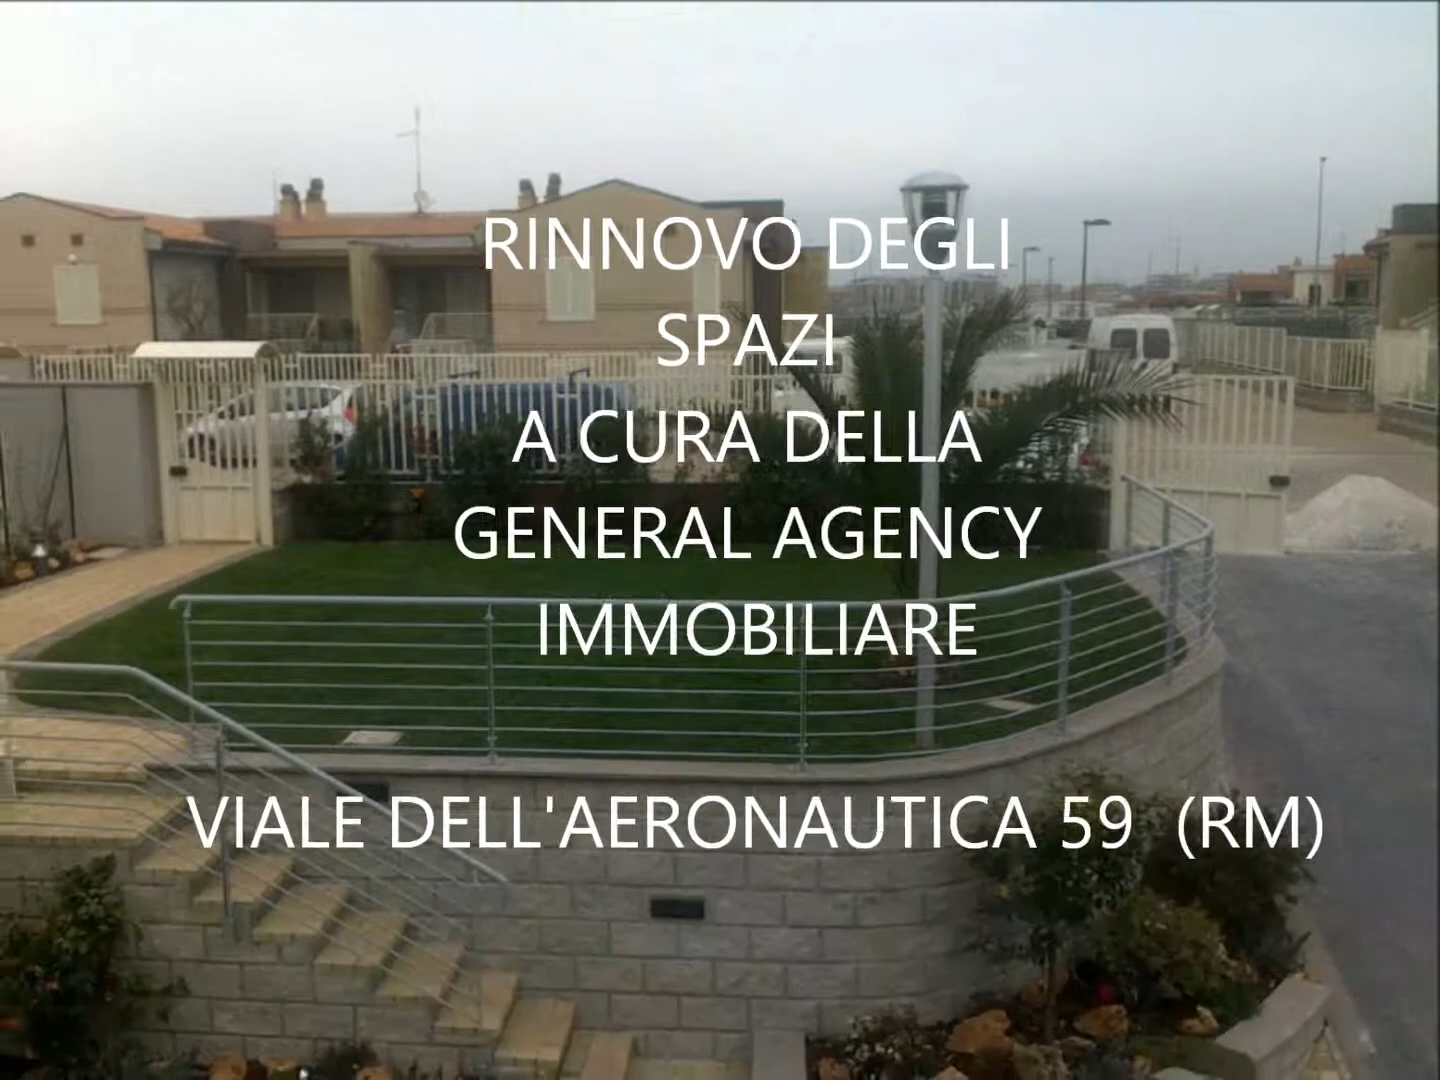 RINNOVO DEGLI
SPAZI
A CURA DELLA
GENERAL AGENCY
IMMOBILIARE
VIALE DELL'AERONAUTICA 59 (RM)